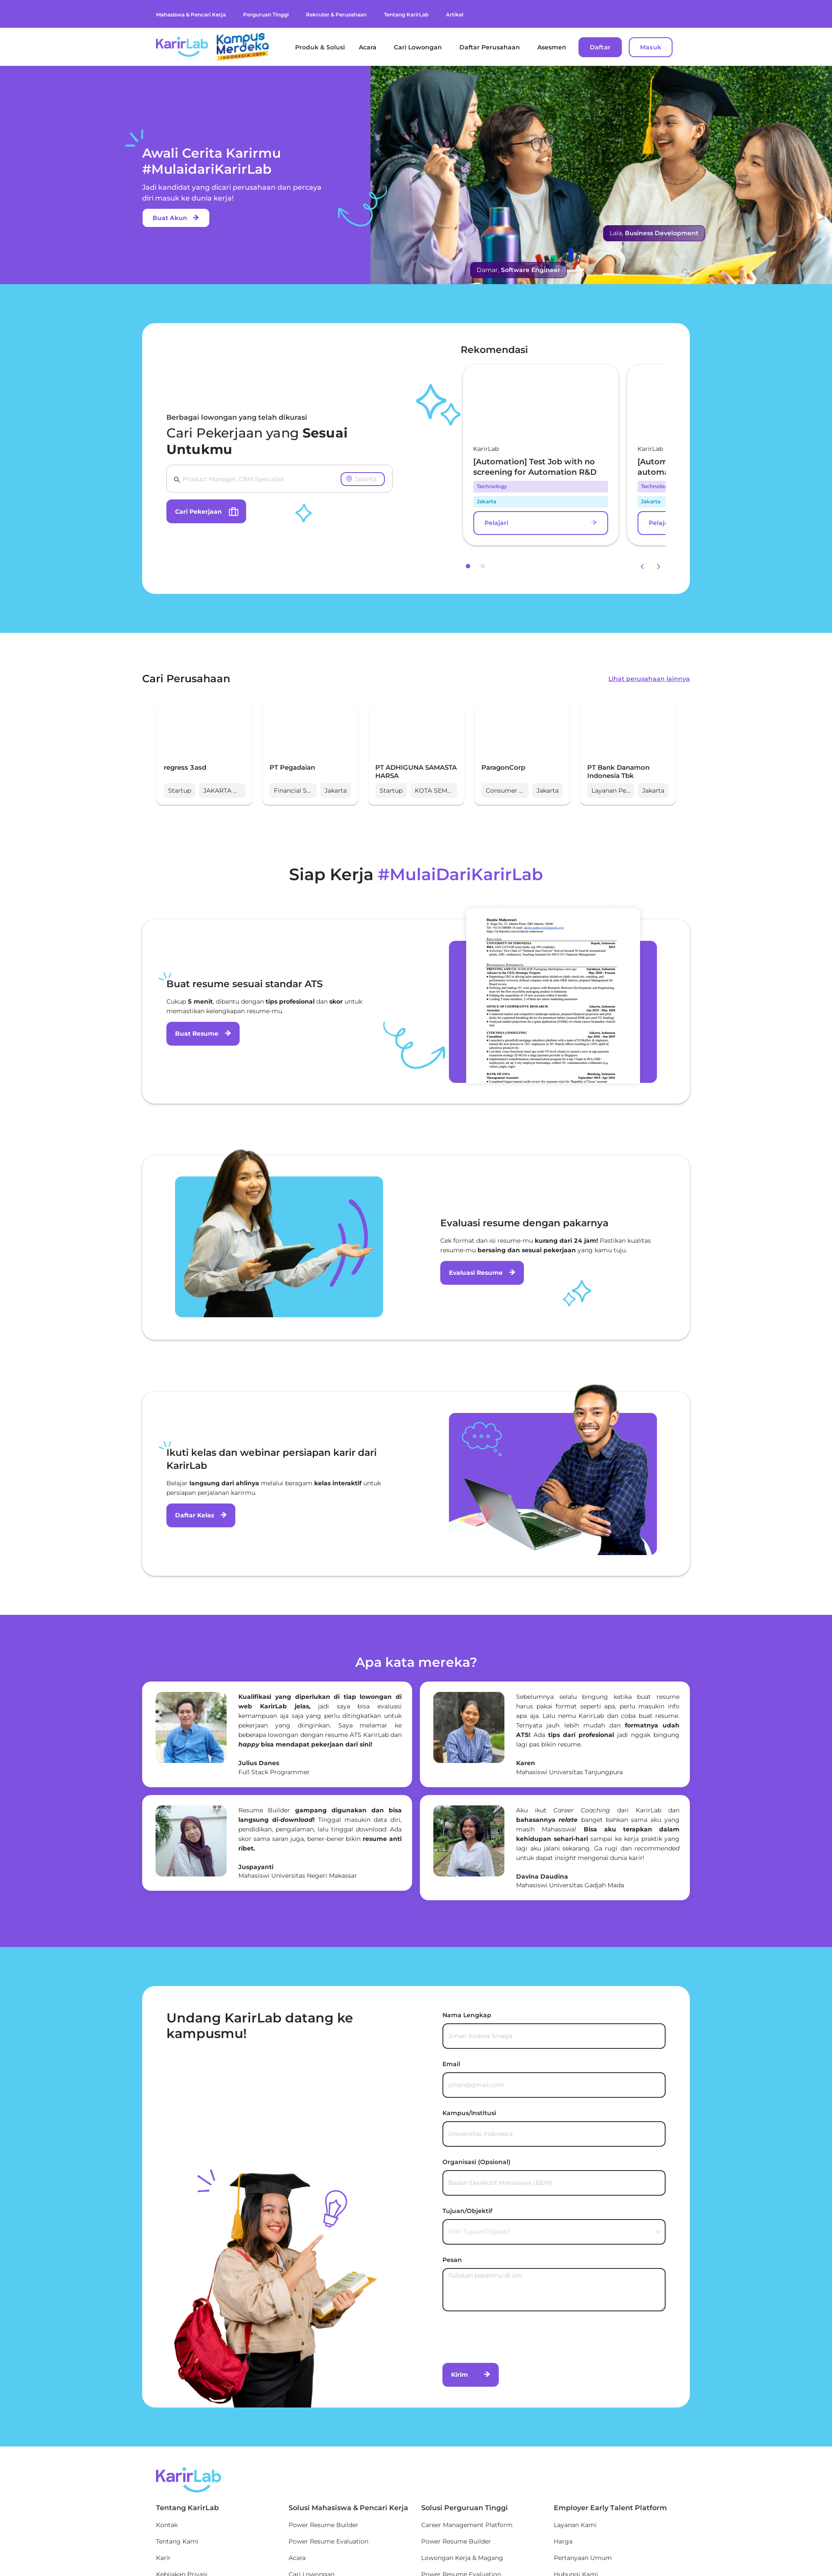 Mahasiswa & Pencari Kerja
Perguruan Tinggi
Rekruter & Perusahaan
Tentang KarirLab
Artikel
KarirLab
Kampus Merdeka
INDONESIA JAYA
Produk & Solusi
Acara
Cari Lowongan
Daftar Perusahaan
Asesmen
Daftar
Masuk
Awali Cerita Karirmu
#MulaidariKarirLab
Jadi kandidat yang dicari perusahaan dan percaya
diri masuk ke dunia kerja!
Buat Akun
Lala, Business Development
Damar, Software Engineer
Berbagai lowongan yang telah dikurasi
Cari Pekerjaan yang Sesuai
Untukmu
Product Manager, CRM Specialist
Jakarta
Cari Pekerjaan
Rekomendasi
KarirLab
[Automation] Test Job with no
screening for Automation R&D
Technology
Jakarta
Pelajari
KarirLab
Jakarta
Cari Perusahaan
Lihat perusahaan lainnya
regress 3asd
Startup
JAKARTA ...
PT Pegadaian
Financial S...
Jakarta
PT ADHIGUNA SAMASTA
HARSA
Startup
KOTA SEM...
ParagonCorp
Consumer ...
Jakarta
PT Bank Danamon
Indonesia Tbk
Layanan Pe...
Jakarta
Siap Kerja #MulaiDariKarirLab
Buat resume sesuai standar ATS
Cukup 5 menit, dibantu dengan tips profesional dan skor untuk
memastikan kelengkapan resume-mu.
Buat Resume
Evaluasi resume dengan pakarnya
Cek format dan isi resume-mu kurang dari 24 jam! Pastikan kualitas
resume-mu bersaing dan sesuai pekerjaan yang kamu tuju.
Evaluasi Resume
Ikuti kelas dan webinar persiapan karir dari
KarirLab
Belajar langsung dari ahlinya melalui beragam kelas interaktif untuk
persiapan perjalanan karirmu.
Daftar Kelas
Apa kata mereka?
Kualifikasi yang diperlukan di tiap lowongan di
web KarirLab jelas, jadi saya bisa evaluasi
kemampuan aja saja yang perlu ditingkatkan untuk
pekerjaan yang diinginkan. Saya melamar ke
beberapa lowongan dengan resume ATS KarirLab dan
happy bisa mendapat pekerjaan dari sini!
Julius Danes
Full Stack Programmer
Sebelumnya selalu bingung ketika buat resume
harus pakai format seperti apa, perlu masukin info
apa aja. Lalu nemu KarirLab dan coba buat resume.
Ternyata jauh lebih mudah dan formatnya udah
ATS! Ada tips dari profesional jadi nggak bingung
lagi pas bikin resume.
Karen
Mahasiswi Universitas Tanjungpura
Resume Builder gampang digunakan dan bisa
langsung di-download! Tinggal masukin data diri,
pendidikan, pengalaman, lalu tinggal download. Ada
skor sama saran juga, bener-bener bikin resume anti
ribet.
Juspayanti
Mahasiswi Universitas Negeri Makassar
Aku ikut Career Coaching dari KarirLab dan
bahasannya relate banget bahkan sama aku yang
masih Mahasiswa! Bisa aku terapkan dalam
kehidupan sehari-hari sampai ke kerja praktik yang
lagi aku jalani sekarang. Ga rugi dan recommended
untuk dapat insight mengenai dunia karir!
Davina Daudina
Mahasiswi Universitas Gadjah Mada
Undang KarirLab datang ke
kampusmu!
Nama Lengkap
Johan Andrea Sinaga
Email
johan@gmail.com
Kampus/Institusi
Universitas Indonesia
Organisasi (Opsional)
Badan Eksekutif Mahasiswa (BEM)
Tujuan/Objektif
Pilih Tujuan/Objektif
Pesan
Tuliskan pesanmu di sini
Kirim
KarirLab
Tentang KarirLab
Kontak
Tentang Kami
Karir
Kebijakan Privasi
Solusi Mahasiswa & Pencari Kerja
Power Resume Builder
Power Resume Evaluation
Acara
Cari Lowongan
Solusi Perguruan Tinggi
Career Management Platform
Power Resume Builder
Lowongan Kerja & Magang
Power Resume Evaluation
Employer Early Talent Platform
Layanan Kami
Harga
Pertanyaan Umum
Hubungi Kami